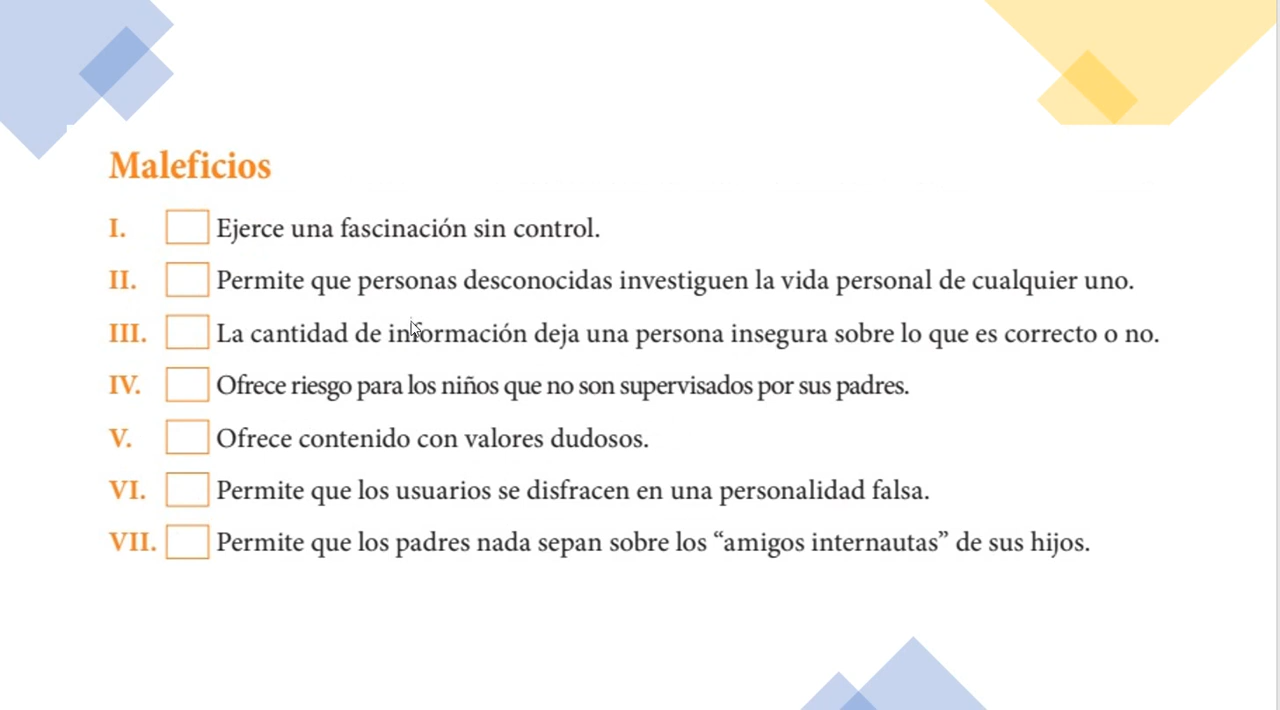 Maleficios
I. Ejerce una fascinación sin control.
II. Permite que personas desconocidas investiguen la vida personal de cualquier uno.
III. La cantidad de información deja una persona insegura sobre lo que es correcto o no.
IV. Ofrece riesgo para los niños que no son supervisados por sus padres.
V. Ofrece contenido con valores dudosos.
VI. Permite que los usuarios se disfracen en una personalidad falsa.
VII. Permite que los padres nada sepan sobre los “amigos internautas” de sus hijos.